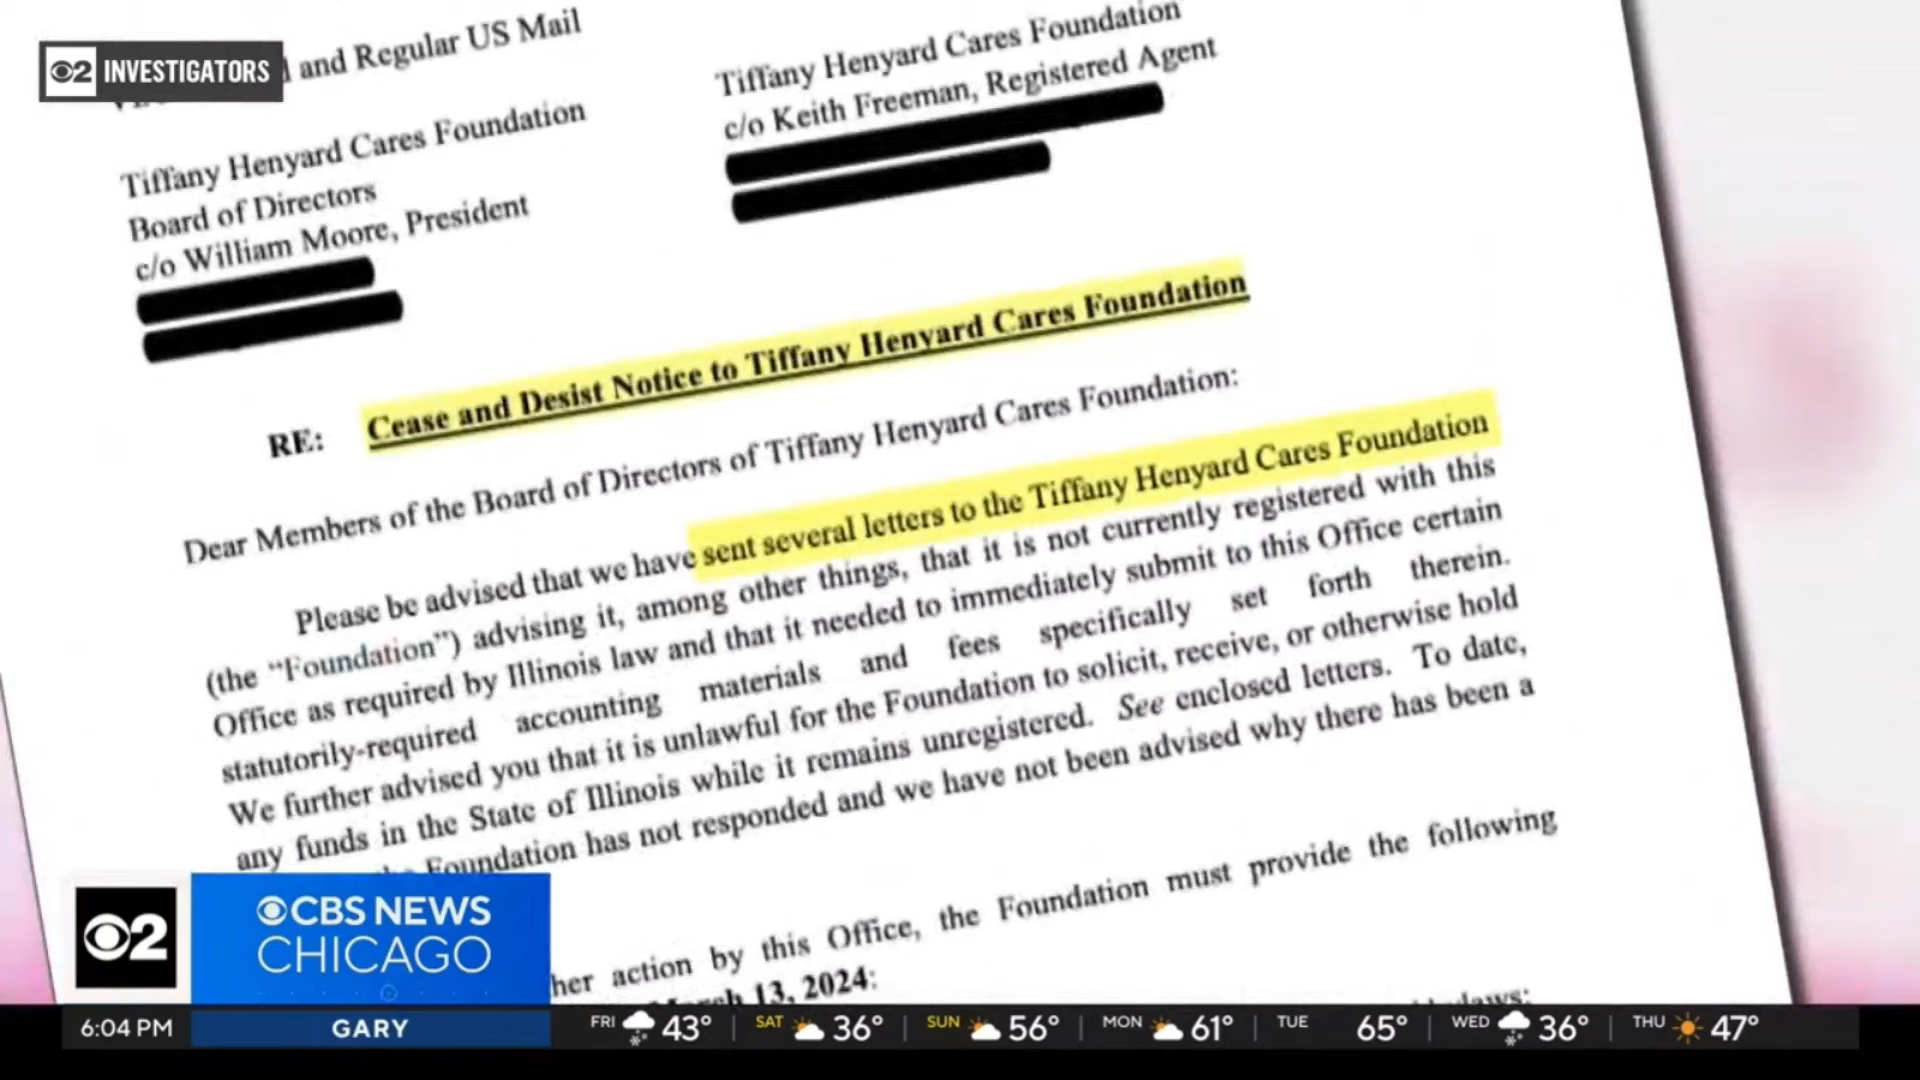 2 INVESTIGATORS
and Regular US Mail
Tiffany Henyard Cares Foundation
Board of Directors
c/o William Moore, President
Tiffany Henyard Cares Foundation
c/o Keith Freeman, Registered Agent
RE: Cease and Desist Notice to Tiffany Henyard Cares Foundation
Dear Members of the Board of Directors of Tiffany Henyard Cares Foundation:
Please be advised that we have sent several letters to the Tiffany Henyard Cares Foundation
(the “Foundation”) advising it, among other things, that it is not currently registered with this
Office as required by Illinois law and that it needed to immediately submit to this Office certain
statutorily-required accounting materials and fees specifically set forth therein.
We further advised you that it is unlawful for the Foundation to solicit, receive, or otherwise hold
any funds in the State of Illinois while it remains unregistered. See enclosed letters. To date,
Foundation has not responded and we have not been advised why there has been a
her action by this Office, the Foundation must provide the following
March 13, 2024:
2
CBS NEWS
CHICAGO
6:04 PM GARY FRI 43° SAT 36° SUN 56° MON 61° TUE 65° WED 36° THU 47°